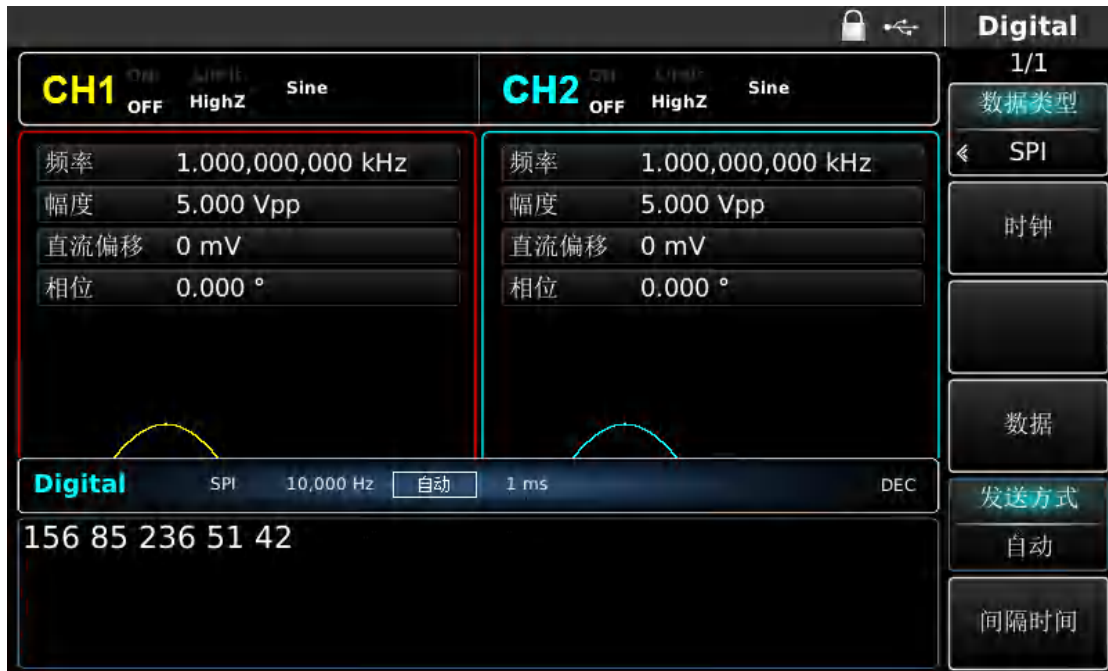 Digital
1/1
CH1 OFF HighZ Sine
CH2 OFF HighZ Sine
数据类型
SPI
频率 1.000,000,000 kHz
幅度 5.000 Vpp
直流偏移 0 mV
相位 0.000 °
频率 1.000,000,000 kHz
幅度 5.000 Vpp
直流偏移 0 mV
相位 0.000 °
时钟
数据
Digital SPI 10,000 Hz 自动 1 ms DEC
156 85 236 51 42
发送方式
自动
间隔时间